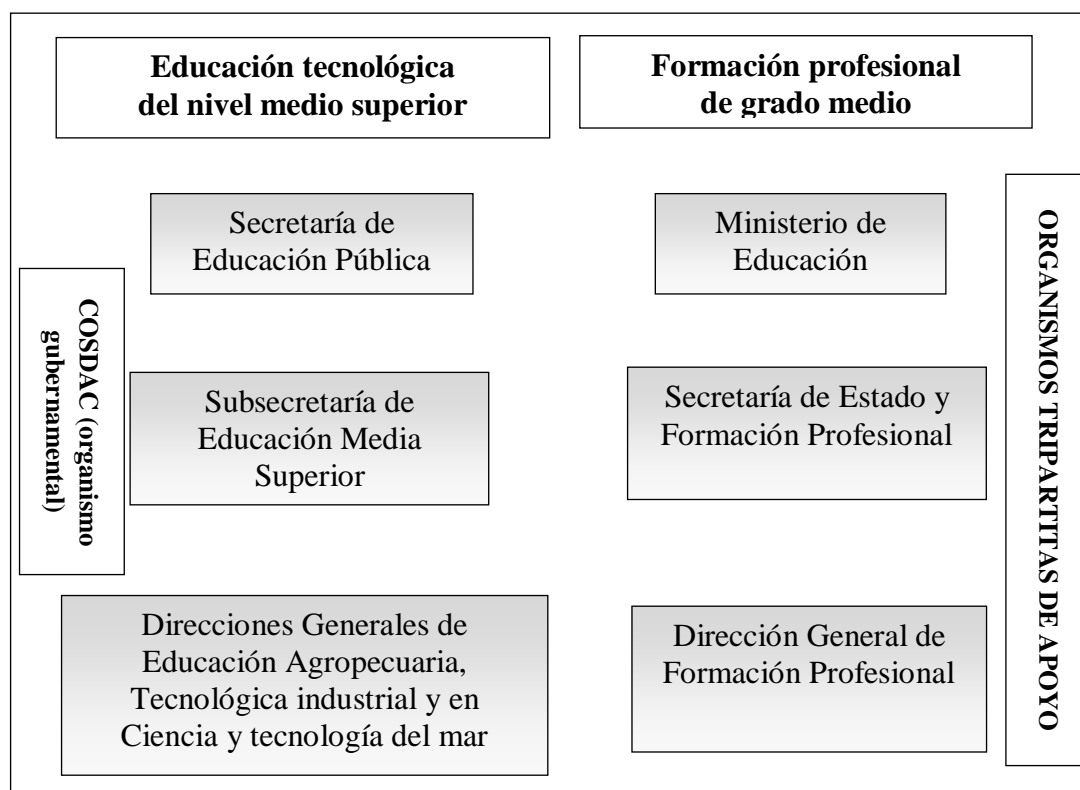 Educación tecnológica
del nivel medio superior
Formación profesional
de grado medio
Secretaría de
Educación Pública
Ministerio de
Educación
COSDAC (organismo
gubernamental)
Subsecretaría de
Educación Media
Superior
Secretaría de Estado y
Formación Profesional
ORGANISMOS TRIPARTITAS DE APOYO
Direcciones Generales de
Educación Agropecuaria,
Tecnológica industrial y en
Ciencia y tecnología del mar
Dirección General de
Formación Profesional